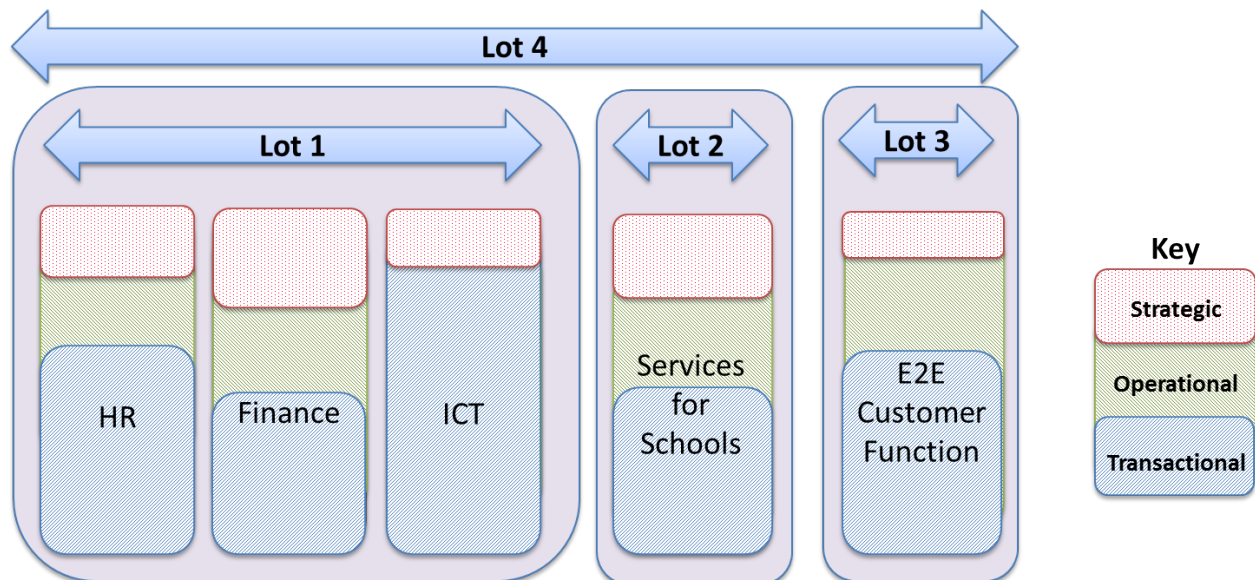 Lot 4
Lot 1
Lot 2
Lot 3
HR
Finance
ICT
Services
for
Schools
E2E
Customer
Function
Key
Strategic
Operational
Transactional